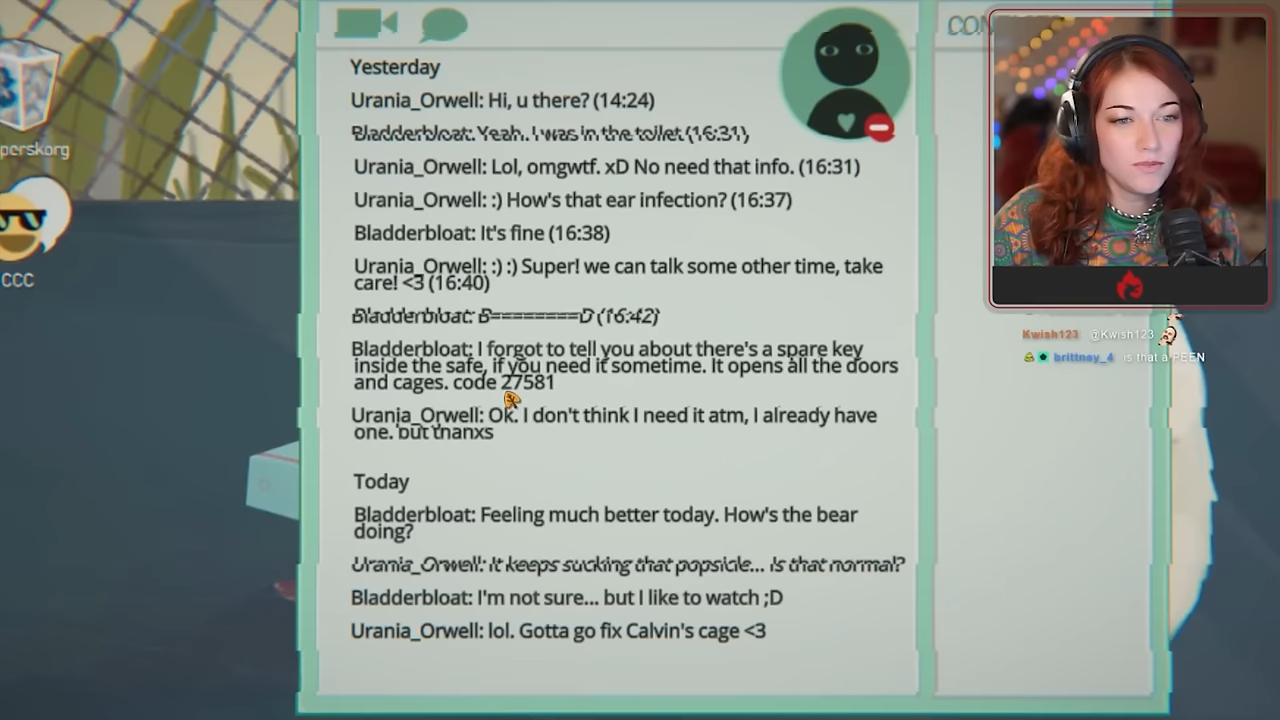 CON
Yesterday
Urania_Orwell: Hi, u there? (14:24)
Bladderbloat: Yeah. I was in the toilet (16:31)
Urania_Orwell: Lol, omgwtf. xD No need that info. (16:31)
Urania_Orwell: :) How's that ear infection? (16:37)
Bladderbloat: It's fine (16:38)
Urania_Orwell: :) :) Super! we can talk some other time, take
care! <3 (16:40)
Bladderbloat: B========D (16:42)
Bladderbloat: I forgot to tell you about there's a spare key
inside the safe, if you need it sometime. It opens all the doors
and cages. code 27581
Urania_Orwell: Ok. I don't think I need it atm, I already have
one. but thanxs
Today
Bladderbloat: Feeling much better today. How's the bear
doing?
Urania_Orwell: It keeps sucking that popsicle... Is that normal?
Bladderbloat: I'm not sure... but I like to watch ;D
Urania_Orwell: lol. Gotta go fix Calvin's cage <3
perskorg
CCC
Kwish123 @Kwish123
brittney_4 is that a PEEN